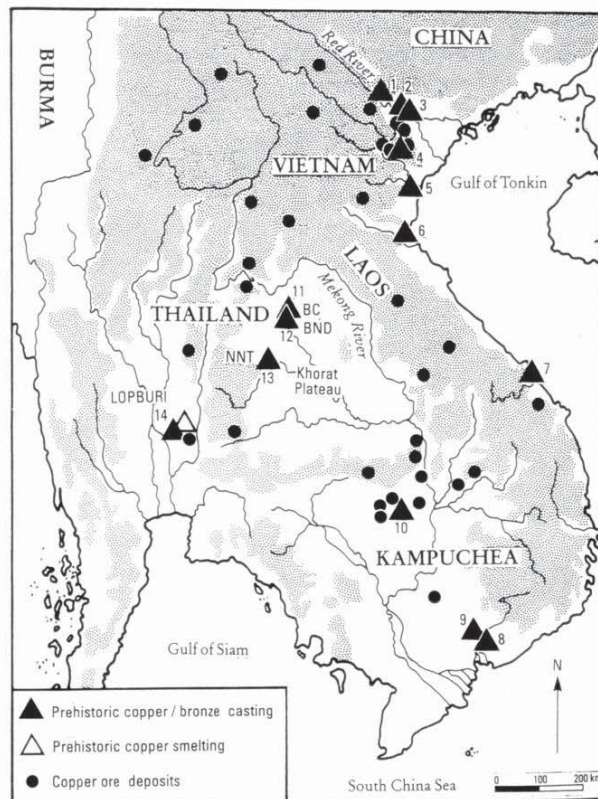 CHINA
BURMA
Red River
1
2
3
4
VIETNAM
5
Gulf of Tonkin
6
LAOS
Mekong River
11
BC
THAILAND
12
BND
NNT
13
Khorat
Plateau
7
LOPBURI
14
10
KAMPUCHEA
9
8
Gulf of Siam
N
Prehistoric copper / bronze casting
Prehistoric copper smelting
Copper ore deposits
South China Sea
0 100 200 km